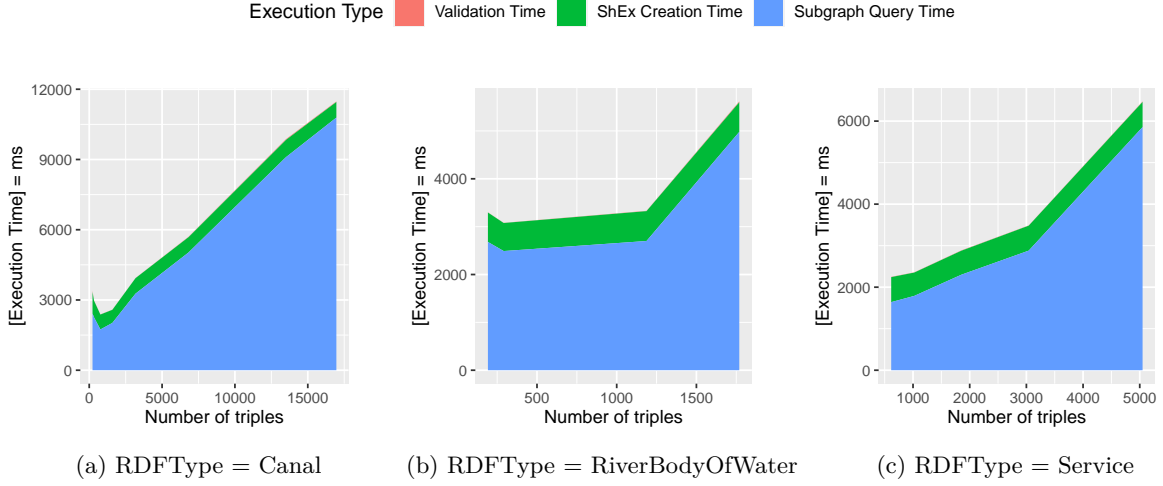 Execution Type Validation Time ShEx Creation Time Subgraph Query Time
12000
9000
6000
3000
0
[Execution Time] = ms
0 5000 10000 15000
Number of triples
(a) RDFType = Canal
4000
2000
0
[Execution Time] = ms
500 1000 1500
Number of triples
(b) RDFType = RiverBodyOfWater
6000
4000
2000
0
[Execution Time] = ms
1000 2000 3000 4000 5000
Number of triples
(c) RDFType = Service